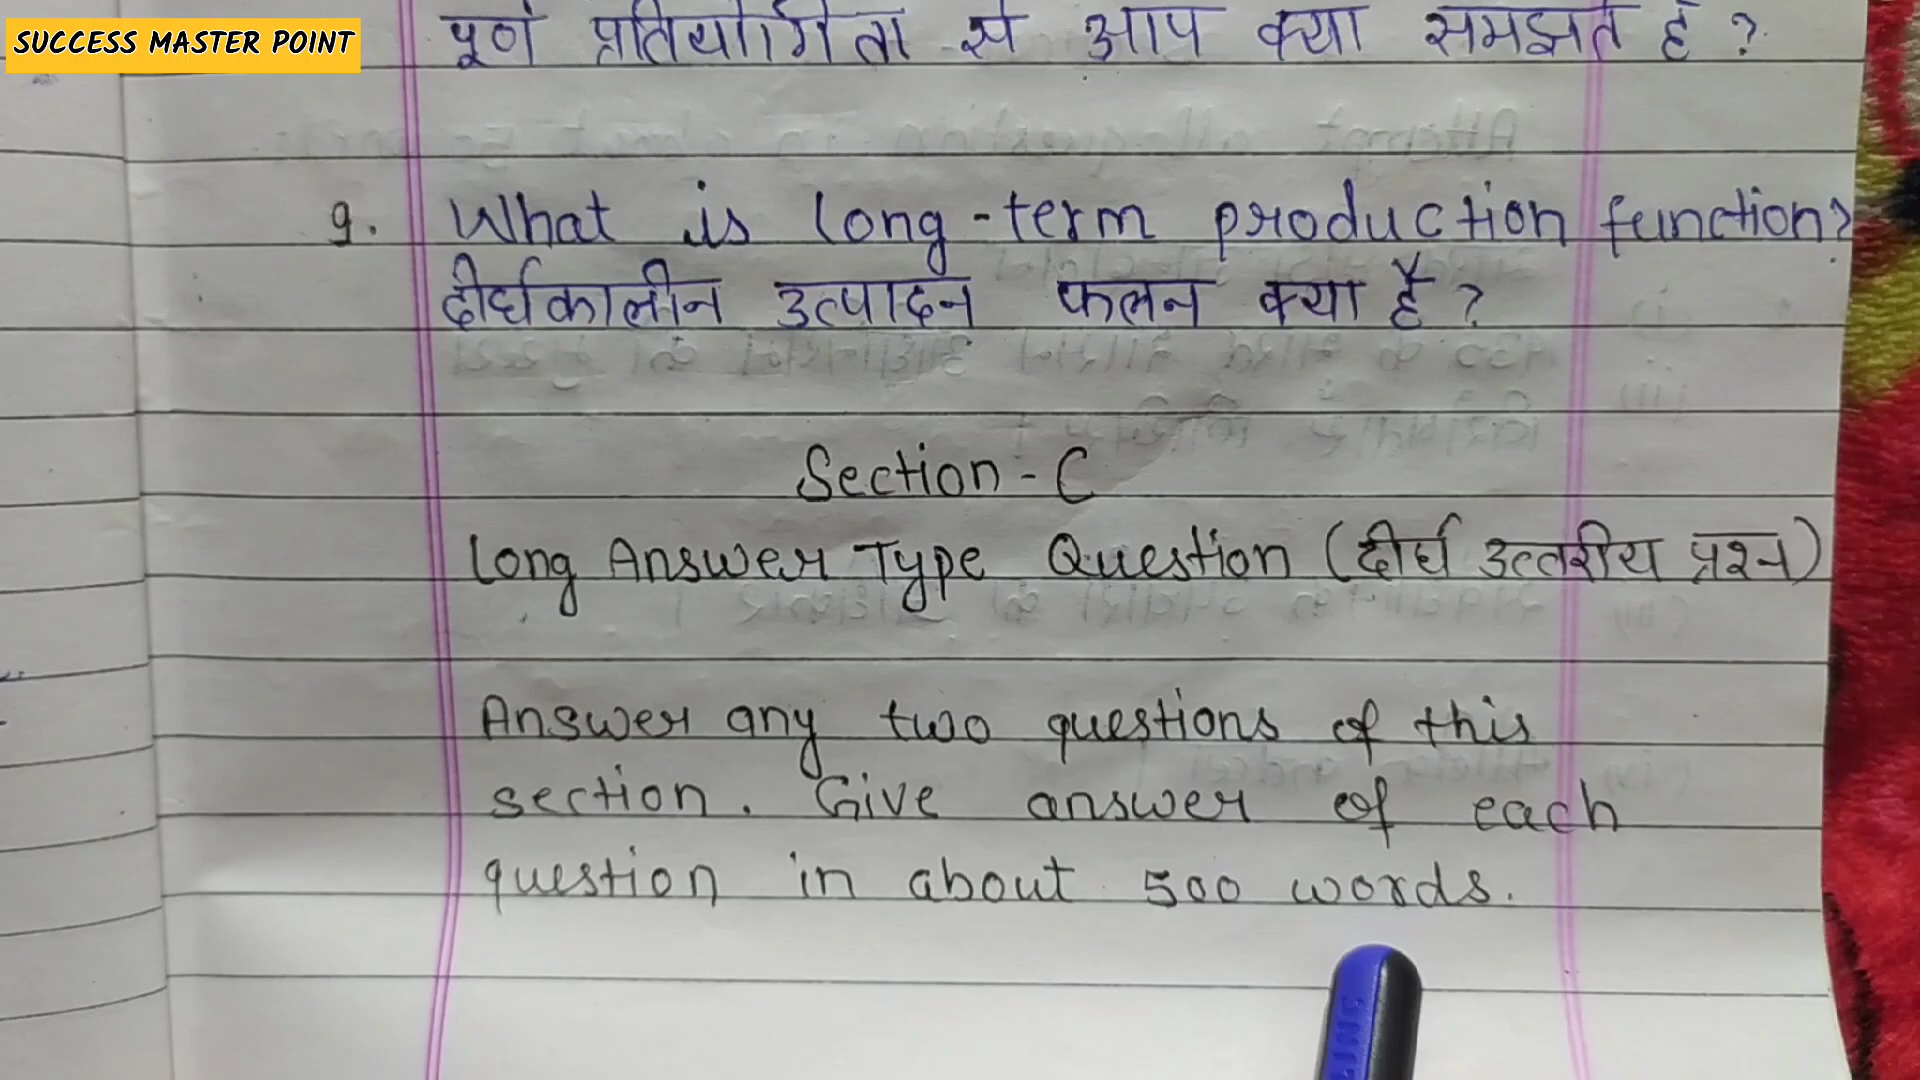 SUCCESS MASTER POINT
पूर्ण प्रतियोगिता से आप क्या समझते है ?
9. What is long-term production function?
दीर्घकालीन उत्पादन फलन क्या है ?
Section - C
Long Answer Type Question (दीर्घ उत्तरीय प्रश्न)
Answer any two questions of this
section. Give answer of each
question in about 500 words.